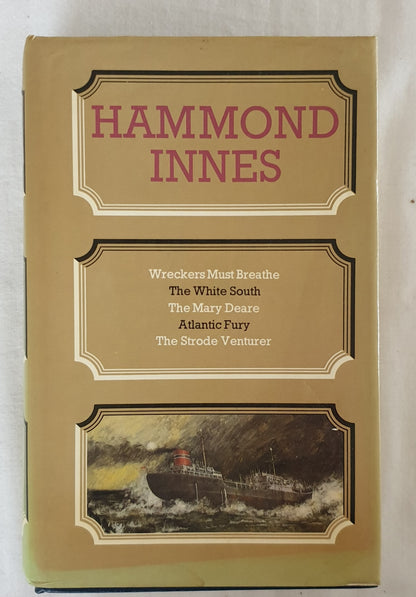 HAMMOND
INNES
Wreckers Must Breathe
The White South
The Mary Deare
Atlantic Fury
The Strode Venturer